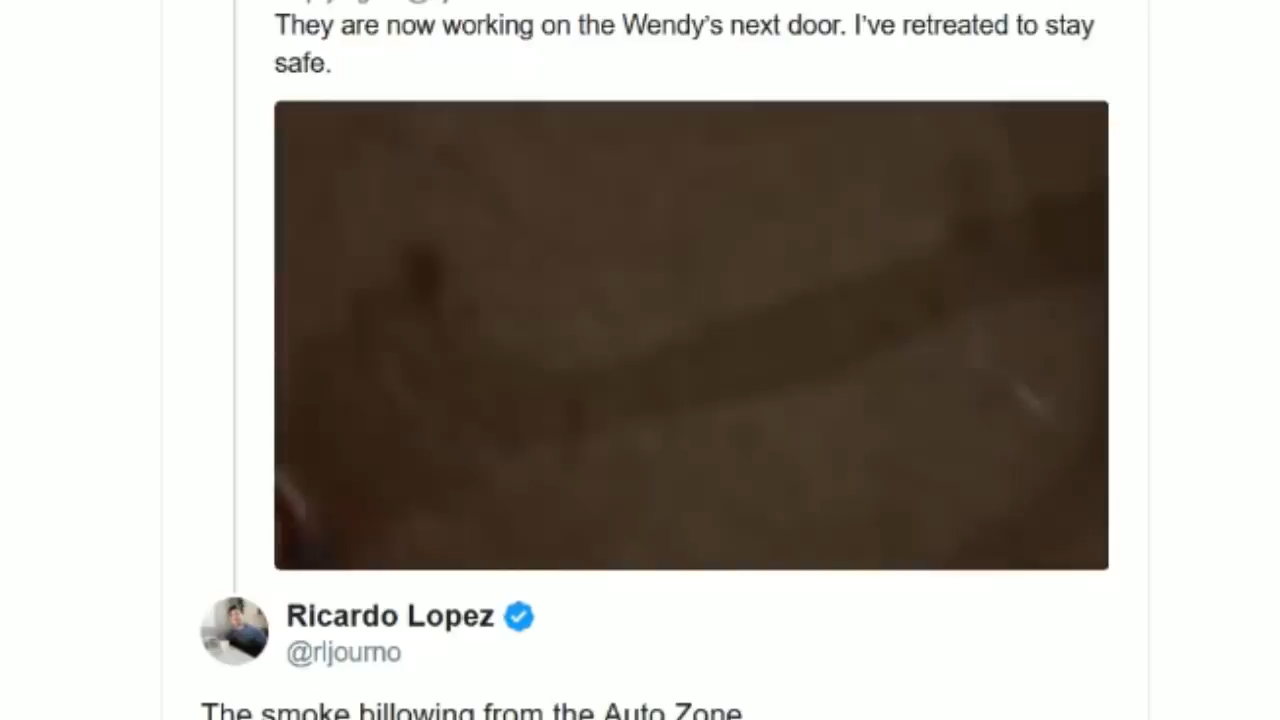 They are now working on the Wendy's next door. I've retreated to stay
safe.
Ricardo Lopez
@rljourno
The smoke billowing from the Auto Zone